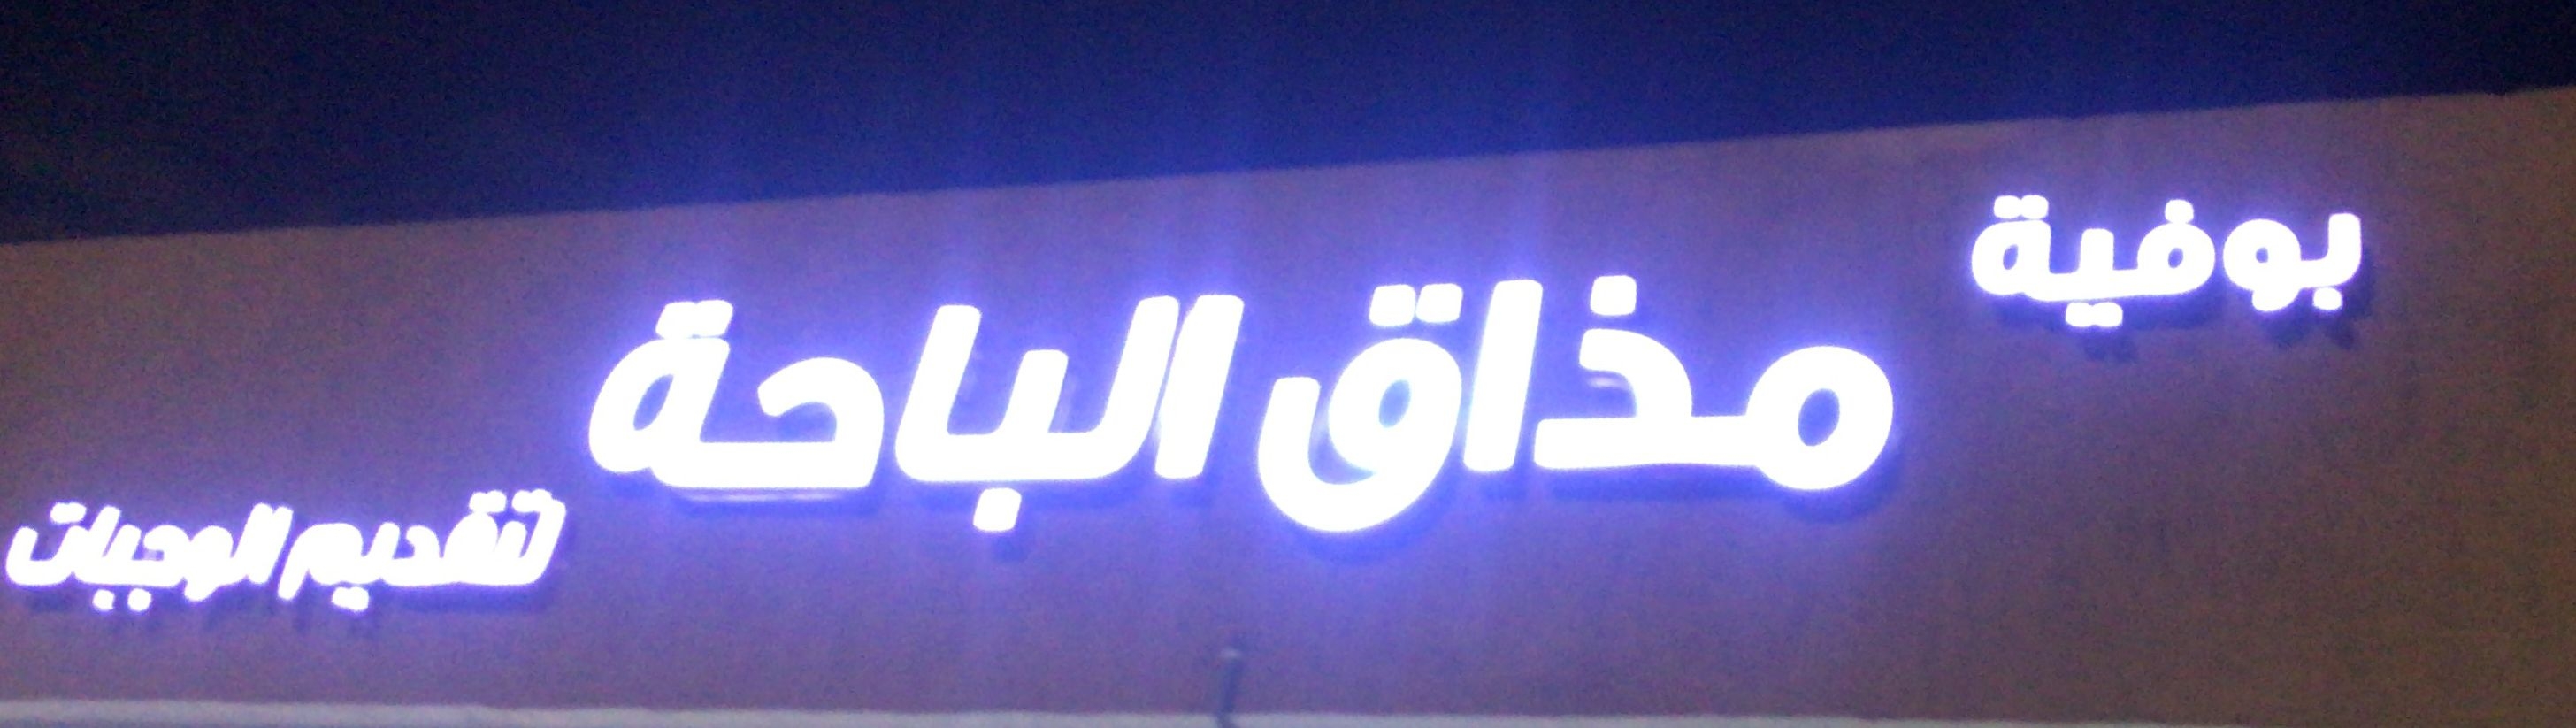 بوفية
مذاق الباحة
لتقديم الوجبات